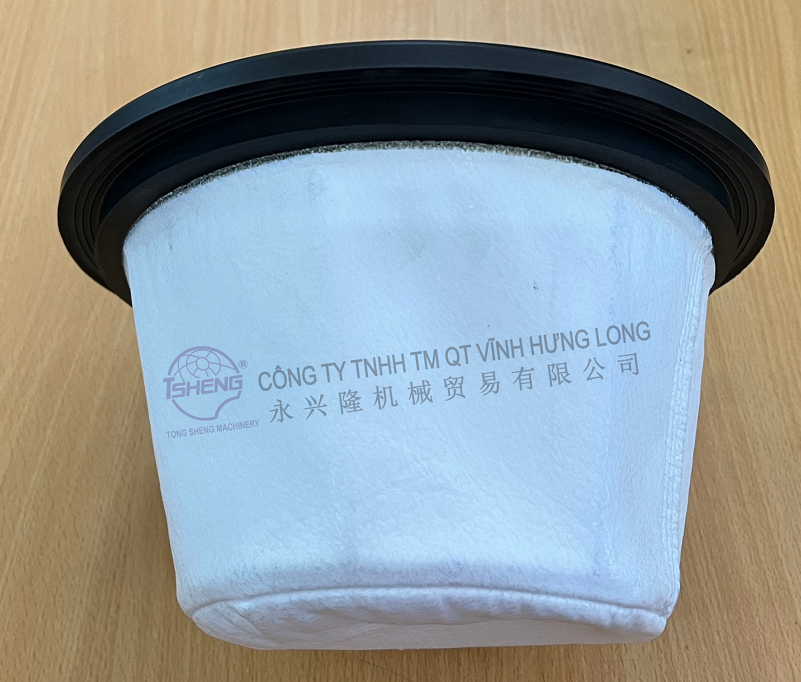 TSHENG®
TONG SHENG MACHINERY
CÔNG TY TNHH TM QT VĨNH HƯNG LONG
永兴隆机械贸易有限公司